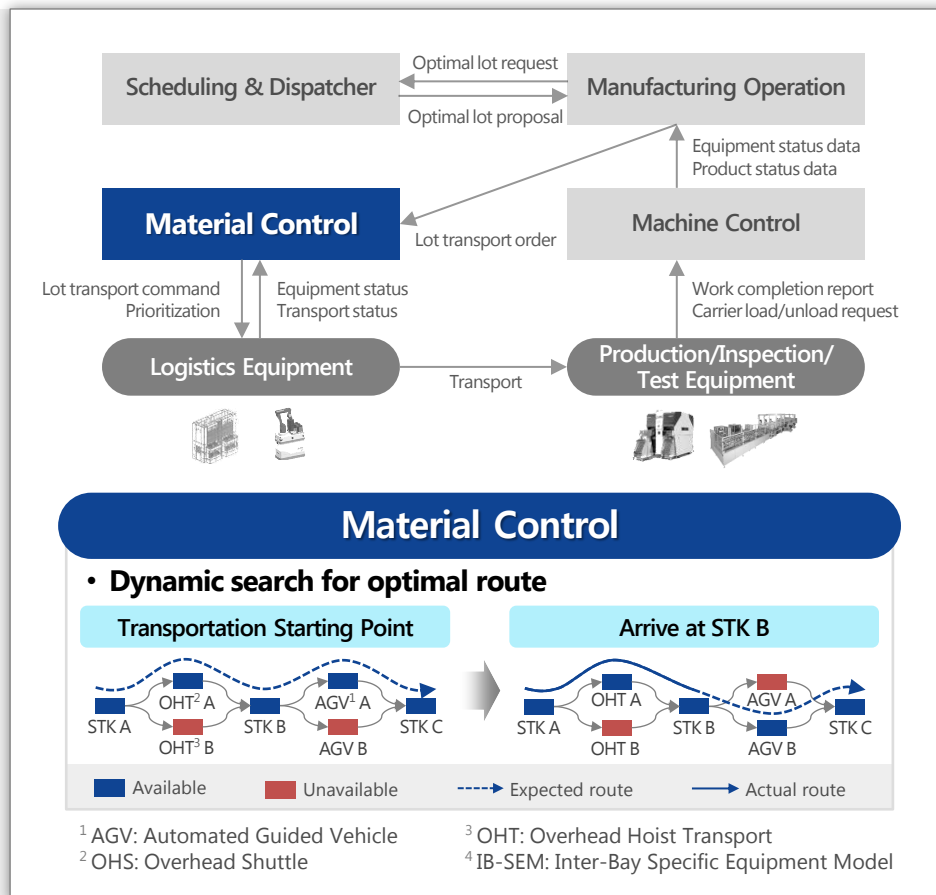 Optimal lot request
Scheduling & Dispatcher
Manufacturing Operation
Optimal lot proposal
Equipment status data
Product status data
Material Control
Machine Control
Lot transport order
Lot transport command
Prioritization
Equipment status
Transport status
Work completion report
Carrier load/unload request
Logistics Equipment
Transport
Production/Inspection/
Test Equipment
Material Control
• Dynamic search for optimal route
Transportation Starting Point
Arrive at STK B
STK A
OHT² A
OHT³ B
STK B
AGV¹ A
AGV B
STK C
STK A
OHT A
OHT B
STK B
AGV A
AGV B
STK C
Available
Unavailable
Expected route
Actual route
¹ AGV: Automated Guided Vehicle
² OHS: Overhead Shuttle
³ OHT: Overhead Hoist Transport
⁴ IB-SEM: Inter-Bay Specific Equipment Model